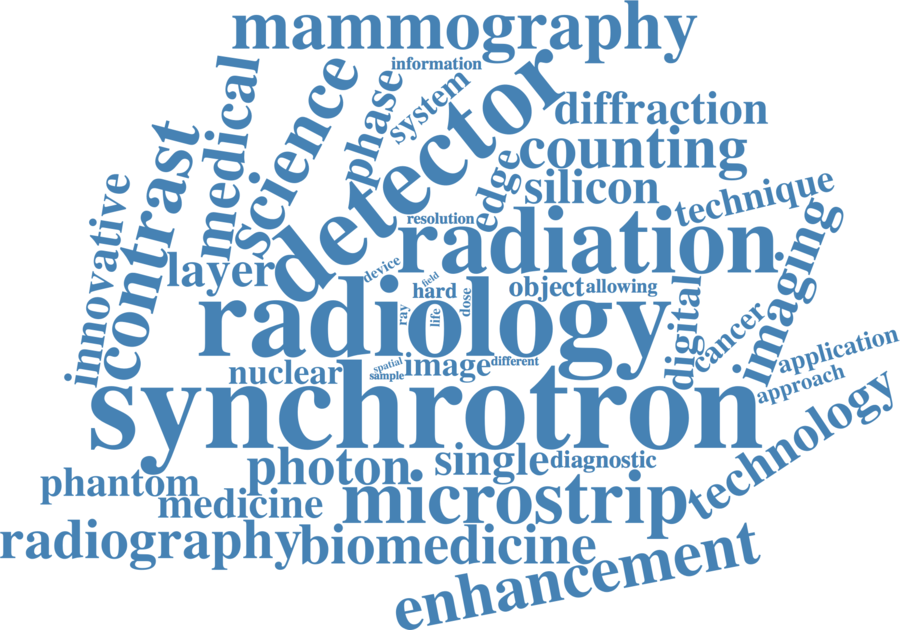 mammography
information
system
phase
science
medical
contrast
innovative
detector
diffraction
counting
edge
silicon
technique
resolution
radiation
layer
device
field
hard
dose
object
allowing
imaging
digital
radiology
ray
life
cancer
nuclear
spatial
sample
image
different
application
approach
synchrotron
technology
phantom
photon
single
diagnostic
medicine
microstrip
radiography
biomedicine
enhancement